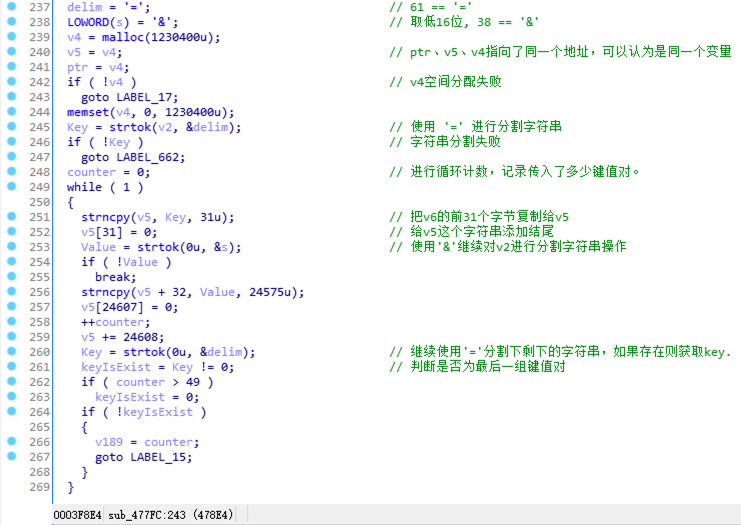 237 delim = '='; // 61 == '='
238 LOWORD(s) = '&'; // 取低16位, 38 == '&'
239 v4 = malloc(1230400u);
240 v5 = v4; // ptr、v5、v4指向了同一个地址, 可以认为是同一个变量
241 ptr = v4;
242 if ( !v4 ) // v4空间分配失败
243 goto LABEL_17;
244 memset(v4, 0, 1230400u);
245 Key = strtok(v2, &delim); // 使用 '=' 进行分割字符串
246 if ( !Key ) // 字符串分割失败
247 goto LABEL_662;
248 counter = 0; // 进行循环计数, 记录传入了多少键值对。
249 while ( 1 )
250 {
251 strncpy(v5, Key, 31u); // 把v6的前31个字节复制给v5
252 v5[31] = 0; // 给v5这个字符串添加结尾
253 Value = strtok(0u, &s); // 使用'&'继续对v2进行分割字符串操作
254 if ( !Value )
255 break;
256 strncpy(v5 + 32, Value, 24575u);
257 v5[24607] = 0;
258 ++counter;
259 v5 += 24608;
260 Key = strtok(0u, &delim); // 继续使用'='分割下剩下的字符串, 如果存在则获取key.
261 keyIsExist = Key != 0; // 判断是否为最后一组键值对
262 if ( counter > 49 )
263 keyIsExist = 0;
264 if ( !keyIsExist )
265 {
266 v189 = counter;
267 goto LABEL_15;
268 }
269 }
0003F8E4 sub_477FC:243 (478E4)